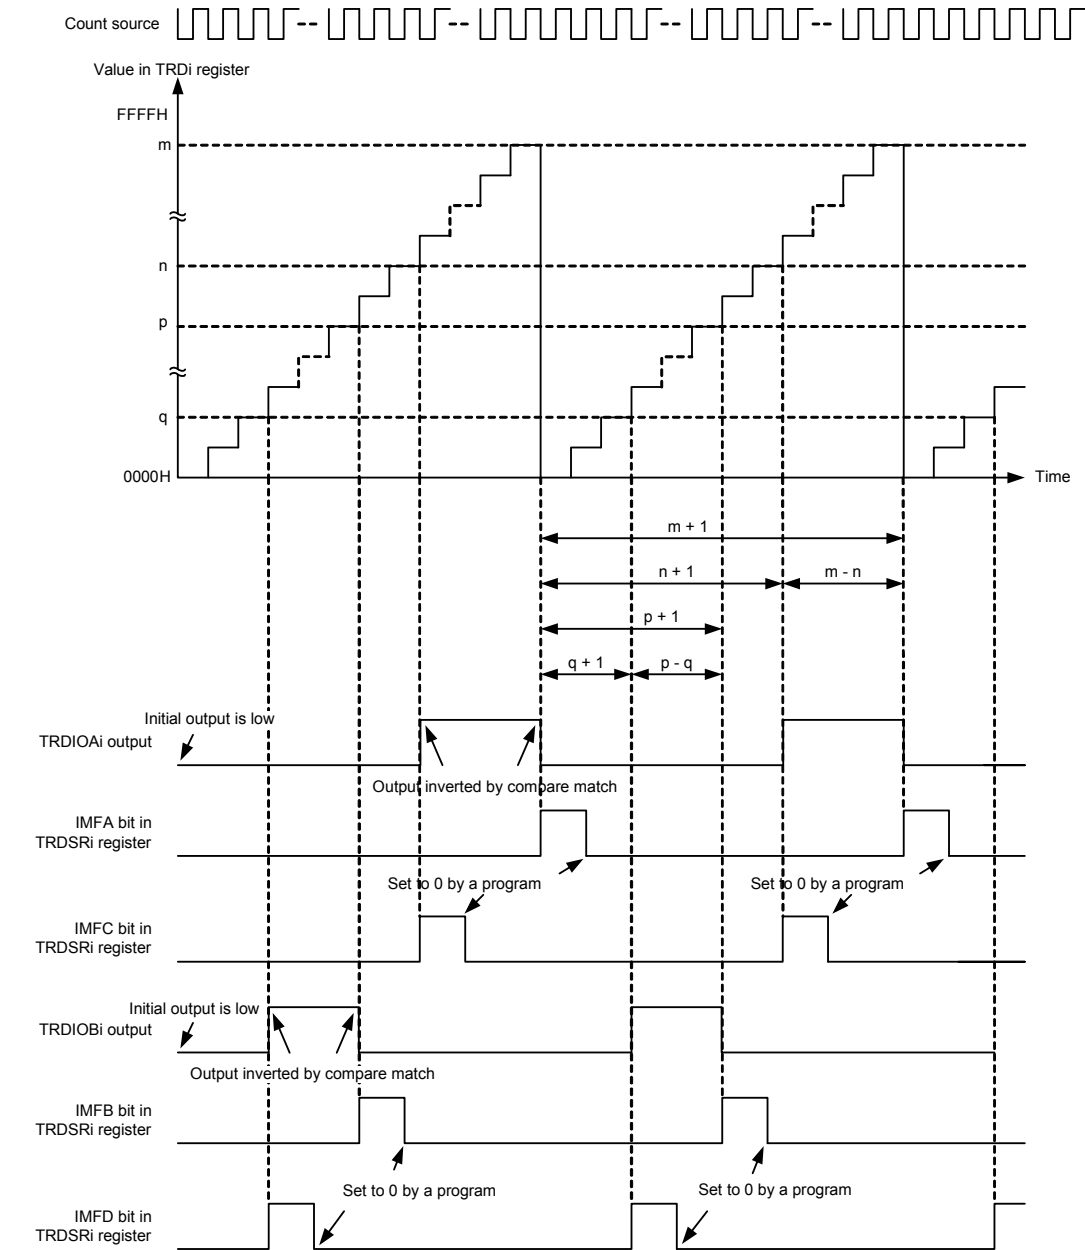 Count source
Value in TRDi register
FFFFH
m
n
p
q
0000H
Time
m + 1
n + 1
m - n
p + 1
q + 1
p - q
Initial output is low
TRDIOAi output
Output inverted by compare match
IMFA bit in
TRDSRi register
Set to 0 by a program
Set to 0 by a program
IMFC bit in
TRDSRi register
Initial output is low
TRDIOBi output
Output inverted by compare match
IMFB bit in
TRDSRi register
Set to 0 by a program
Set to 0 by a program
IMFD bit in
TRDSRi register